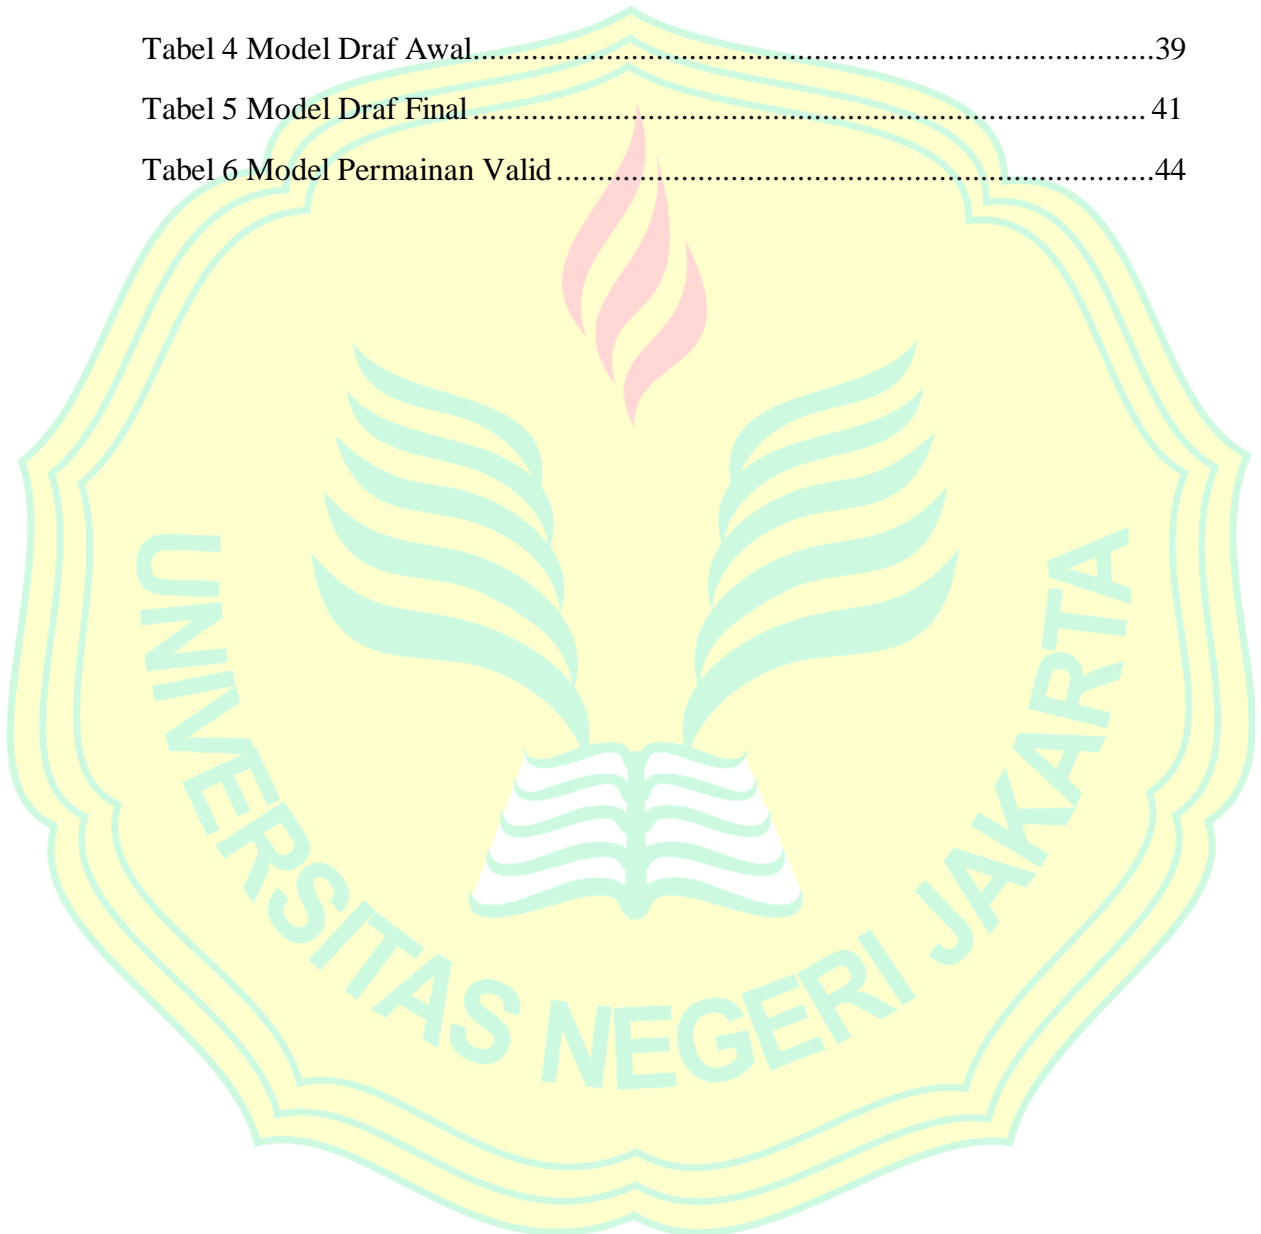 Tabel 4 Model Draf Awal....................................................................................39
Tabel 5 Model Draf Final................................................................................... 41
Tabel 6 Model Permainan Valid..........................................................................44
UNIVERSITAS NEGERI JAKARTA